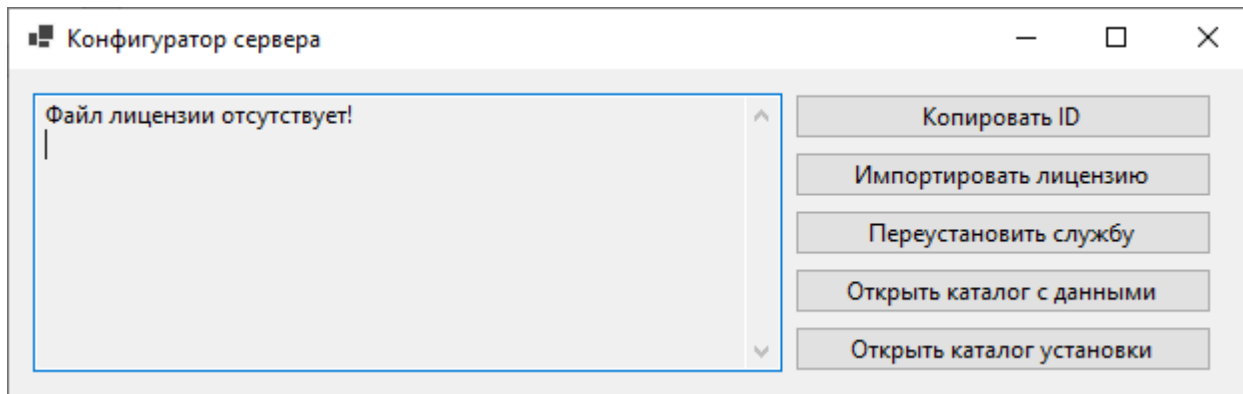 Конфигуратор сервера
Файл лицензии отсутствует!
Копировать ID
Импортировать лицензию
Переустановить службу
Открыть каталог с данными
Открыть каталог установки